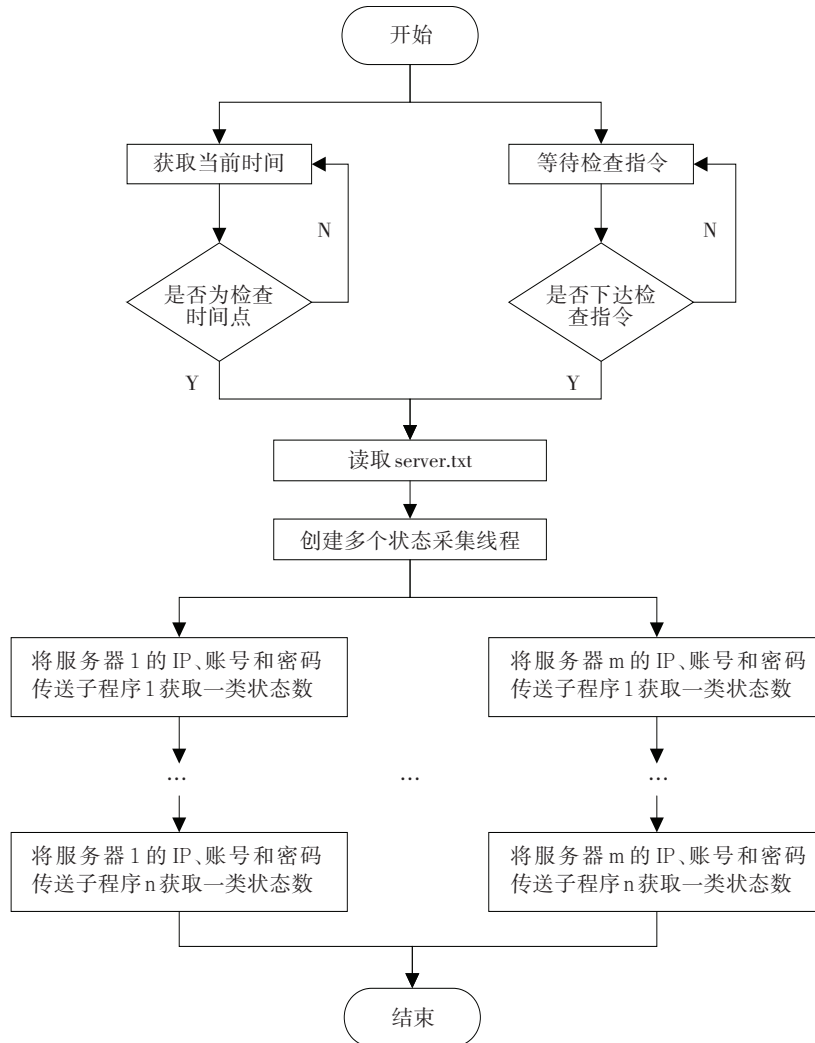 开始
获取当前时间
等待检查指令
N
N
是否为检查
时间点
是否下达检
查指令
Y
Y
读取server.txt
创建多个状态采集线程
将服务器1的IP、账号和密码
传送子程序1获取一类状态数
将服务器m的IP、账号和密码
传送子程序1获取一类状态数
…
…
…
将服务器1的IP、账号和密码
传送子程序n获取一类状态数
将服务器m的IP、账号和密码
传送子程序n获取一类状态数
结束